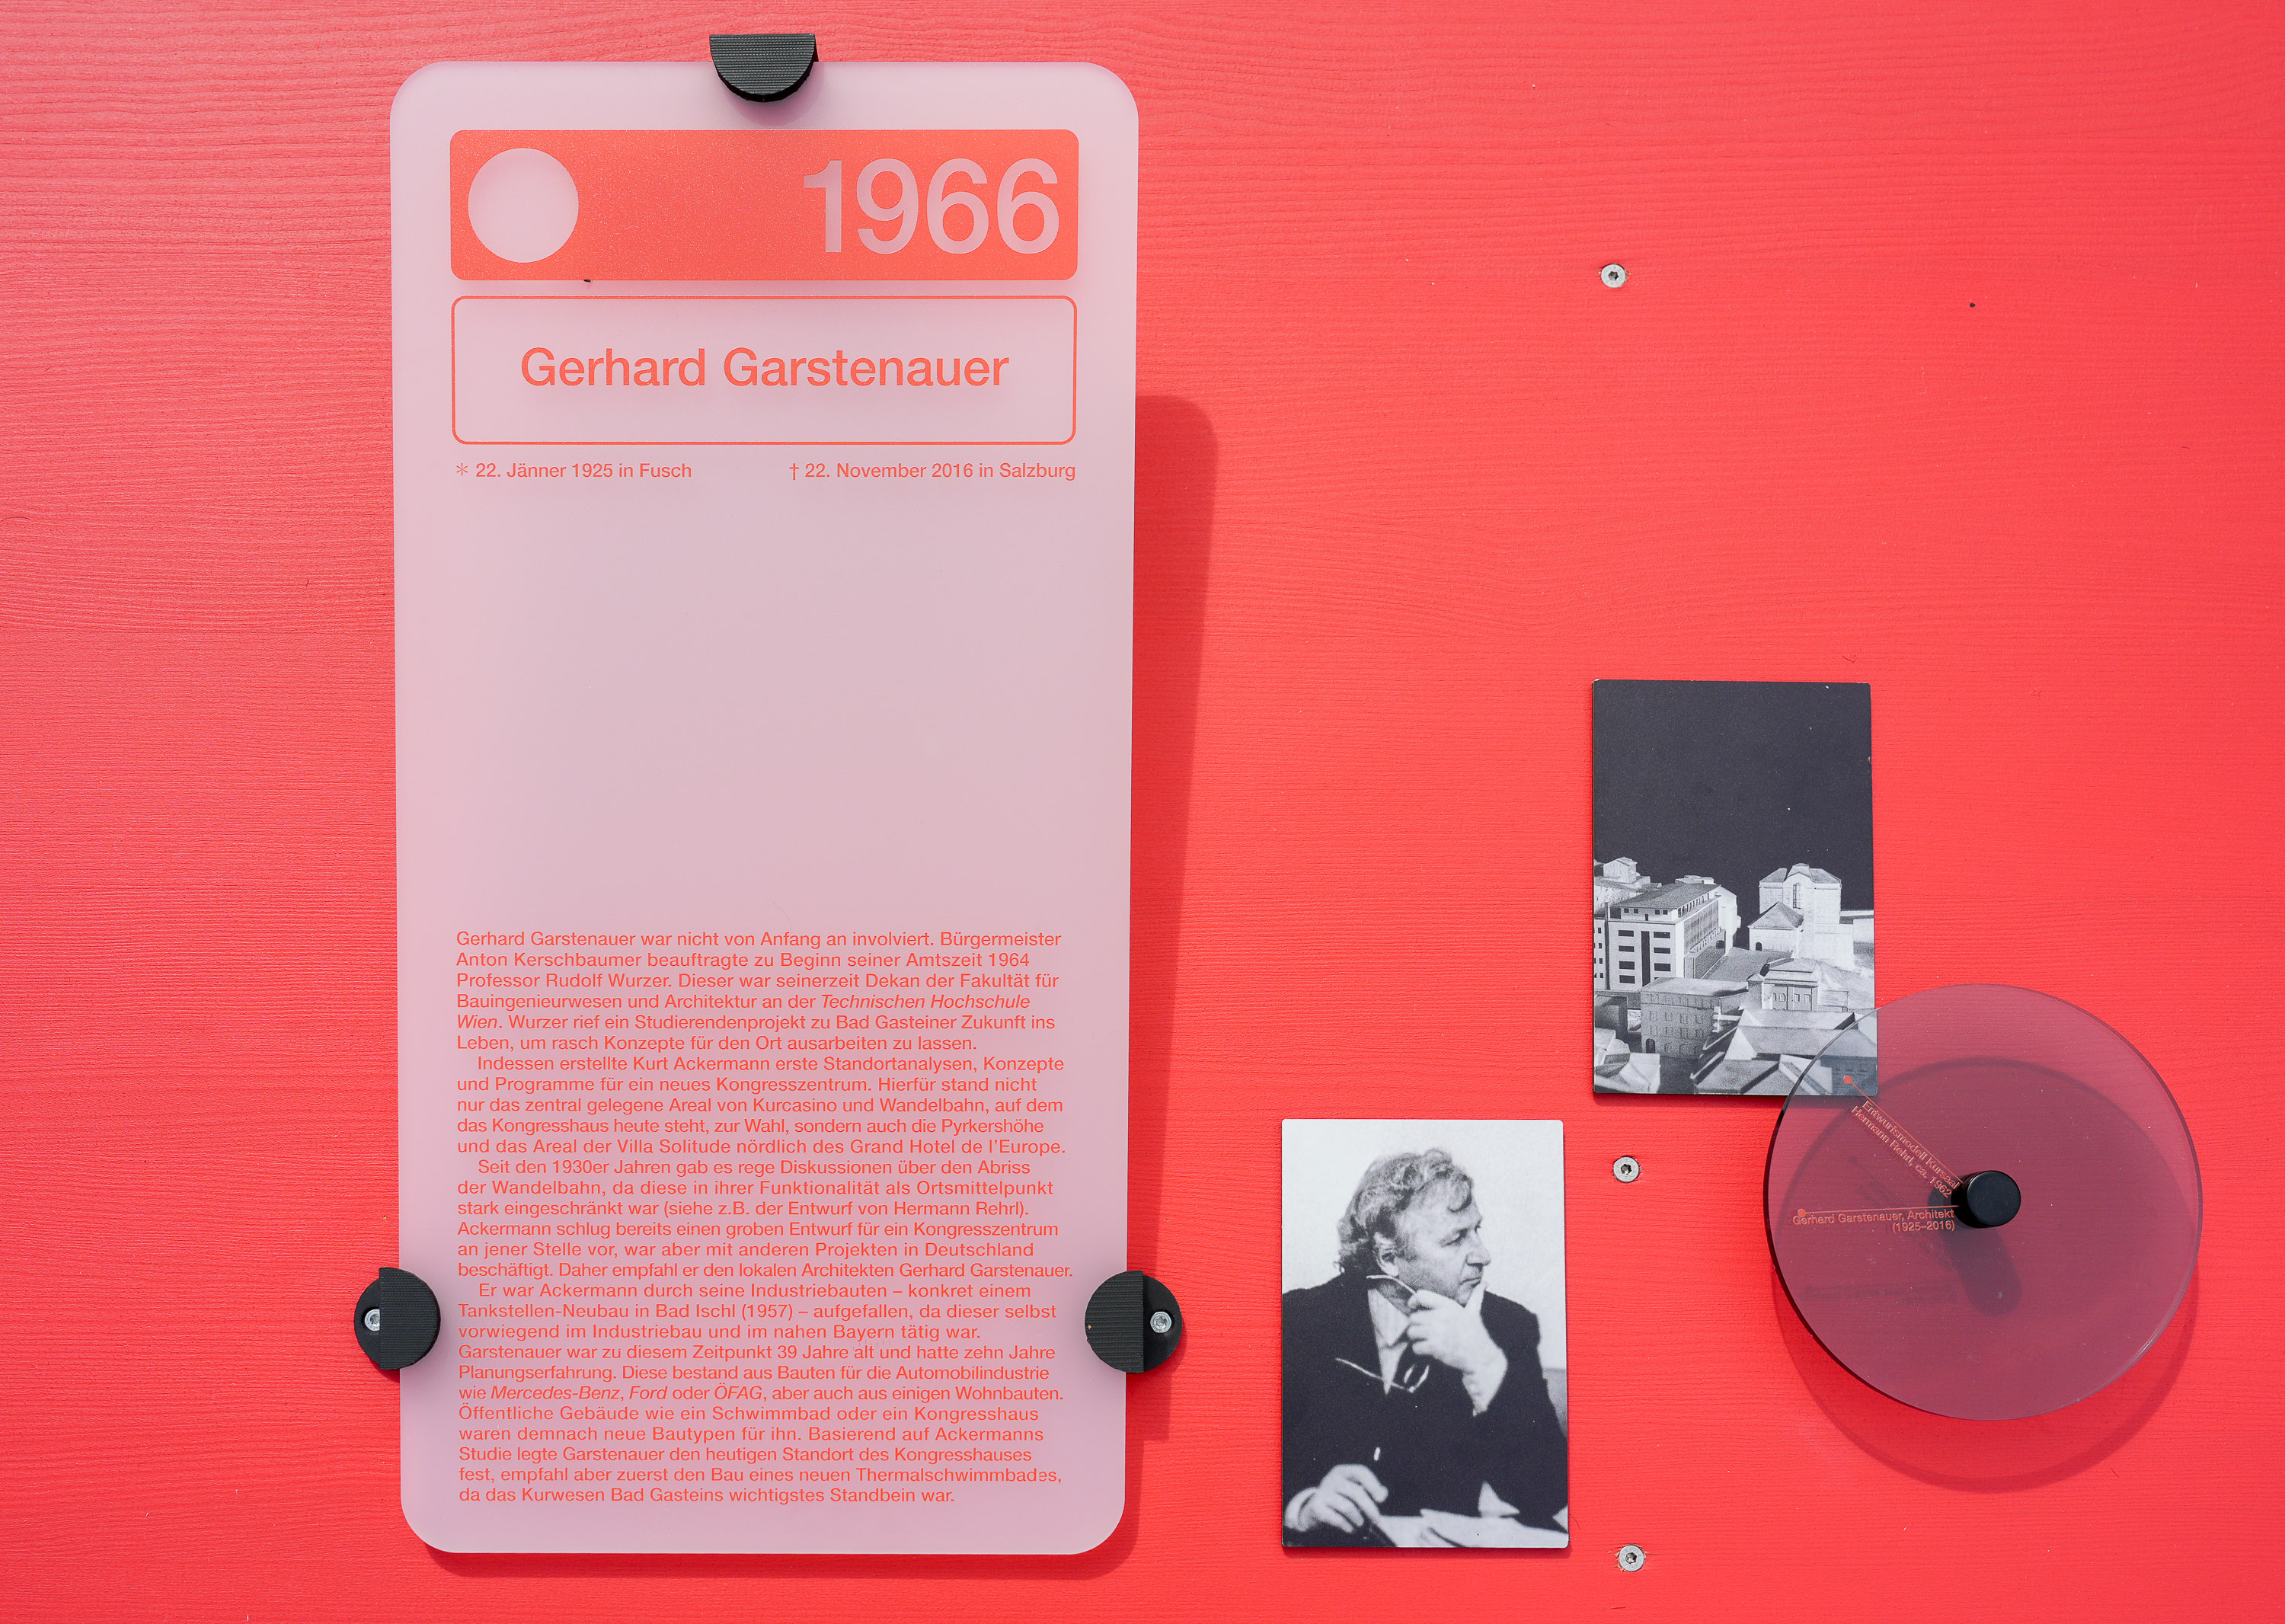 1966
Gerhard Garstenauer
* 22. Jänner 1925 in Fusch
† 22. November 2016 in Salzburg
Gerhard Garstenauer war nicht von Anfang an involviert. Bürgermeister
Anton Kerschbaumer beauftragte zu Beginn seiner Amtszeit 1964
Professor Rudolf Wurzer. Dieser war seinerzeit Dekan der Fakultät für
Bauingenieurwesen und Architektur an der Technischen Hochschule
Wien. Wurzer rief ein Studierendenprojekt zu Bad Gasteiner Zukunft ins
Leben, um rasch Konzepte für den Ort ausarbeiten zu lassen.
Indessen erstellte Kurt Ackermann erste Standortanalysen, Konzepte
und Programme für ein neues Kongresszentrum. Hierfür stand nicht
nur das zentral gelegene Areal von Kurcasino und Wandelbahn, auf dem
das Kongresshaus heute steht, zur Wahl, sondern auch die Pyrkershöhe
und das Areal der Villa Solitude nördlich des Grand Hotel de l'Europe.
Seit den 1930er Jahren gab es rege Diskussionen über den Abriss
der Wandelbahn, da diese in ihrer Funktionalität als Ortsmittelpunkt
stark eingeschränkt war (siehe z.B. der Entwurf von Hermann Rehrl).
Ackermann schlug bereits einen groben Entwurf für ein Kongresszentrum
an jener Stelle vor, war aber mit anderen Projekten in Deutschland
beschäftigt. Daher empfahl er den lokalen Architekten Gerhard Garstenauer.
Er war Ackermann durch seine Industriebauten – konkret einem
Tankstellen-Neubau in Bad Ischl (1957) – aufgefallen, da dieser selbst
vorwiegend im Industriebau und im nahen Bayern tätig war.
Garstenauer war zu diesem Zeitpunkt 39 Jahre alt und hatte zehn Jahre
Planungserfahrung. Diese bestand aus Bauten für die Automobilindustrie
wie Mercedes-Benz, Ford oder ÖFAG, aber auch aus einigen Wohnbauten.
Öffentliche Gebäude wie ein Schwimmbad oder ein Kongresshaus
waren demnach neue Bautypen für ihn. Basierend auf Ackermanns
Studie legte Garstenauer den heutigen Standort des Kongresshauses
fest, empfahl aber zuerst den Bau eines neuen Thermalschwimmbades,
da das Kurwesen Bad Gasteins wichtigstes Standbein war.
Entwurfsmodell Kursaal
Hermann Rehrl, ca. 1962
Gerhard Garstenauer, Architekt
(1925–2016)